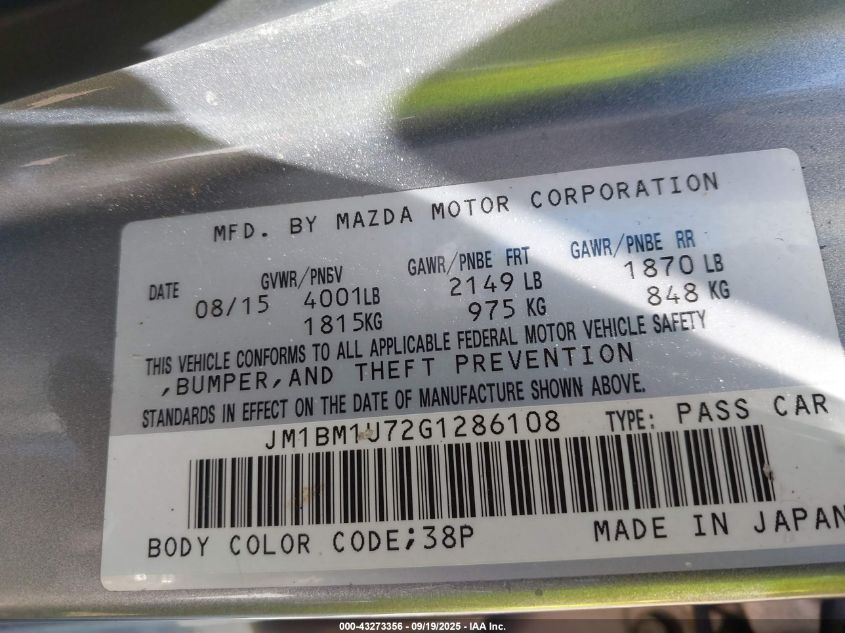 MFD. BY MAZDA MOTOR CORPORATION
DATE GVWR/PNBV GAWR/PNBE FRT GAWR/PNBE RR
08/15 4001LB 2149 LB 1870 LB
1815KG 975 KG 848 KG
THIS VEHICLE CONFORMS TO ALL APPLICABLE FEDERAL MOTOR VEHICLE SAFETY
,BUMPER,AND THEFT PREVENTION
STANDARDS IN EFFECT ON THE DATE OF MANUFACTURE SHOWN ABOVE.
JM1BM1U72G1286108 TYPE: PASS CAR
BODY COLOR CODE;38P MADE IN JAPAN
000-43273356 - 09/19/2025 - IAA Inc.